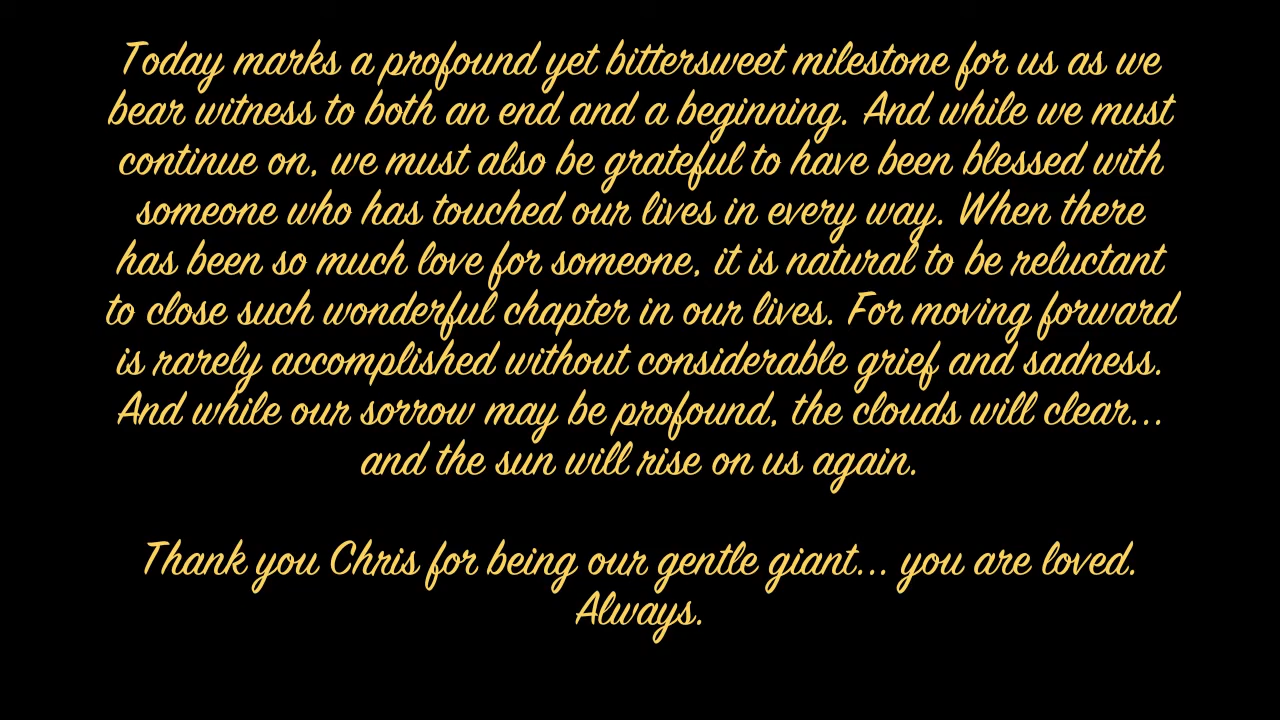 Today marks a profound yet bittersweet milestone for us as we
bear witness to both an end and a beginning. And while we must
continue on, we must also be grateful to have been blessed with
someone who has touched our lives in every way. When there
has been so much love for someone, it is natural to be reluctant
to close such wonderful chapter in our lives. For moving forward
is rarely accomplished without considerable grief and sadness.
And while our sorrow may be profound, the clouds will clear...
and the sun will rise on us again.
Thank you Chris for being our gentle giant... you are loved.
Always.